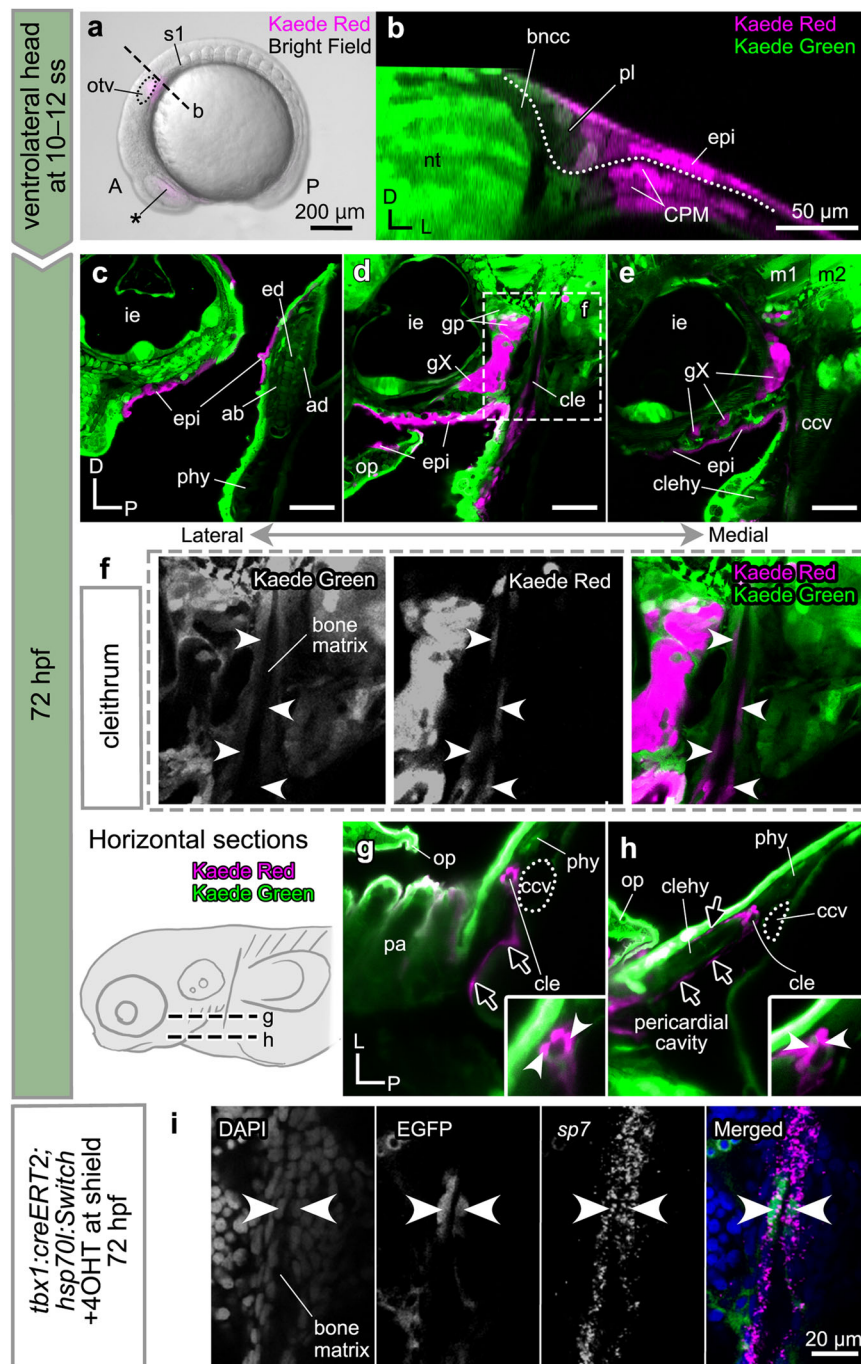 ventrolateral head
at 10–12 ss
a
Kaede Red
Bright Field
s1
otv
b
A
P
*
200 µm
b
Kaede Red
Kaede Green
bncc
pl
nt
epi
CPM
D
L
50 µm
72 hpf
c
ie
ed
epi
ab
ad
phy
D
P
d
ie
gp
f
gX
cle
epi
op
e
m1
m2
ie
gX
ccv
epi
clehy
Lateral
Medial
f
cleithrum
Kaede Green
bone
matrix
Kaede Red
Kaede Red
Kaede Green
Horizontal sections
Kaede Red
Kaede Green
g
h
g
op
phy
ccv
pa
cle
L
P
h
phy
op
clehy
ccv
cle
pericardial
cavity
tbx1:creERT2;
hsp70l:Switch
+4OHT at shield
72 hpf
i
DAPI
EGFP
sp7
Merged
bone
matrix
20 µm